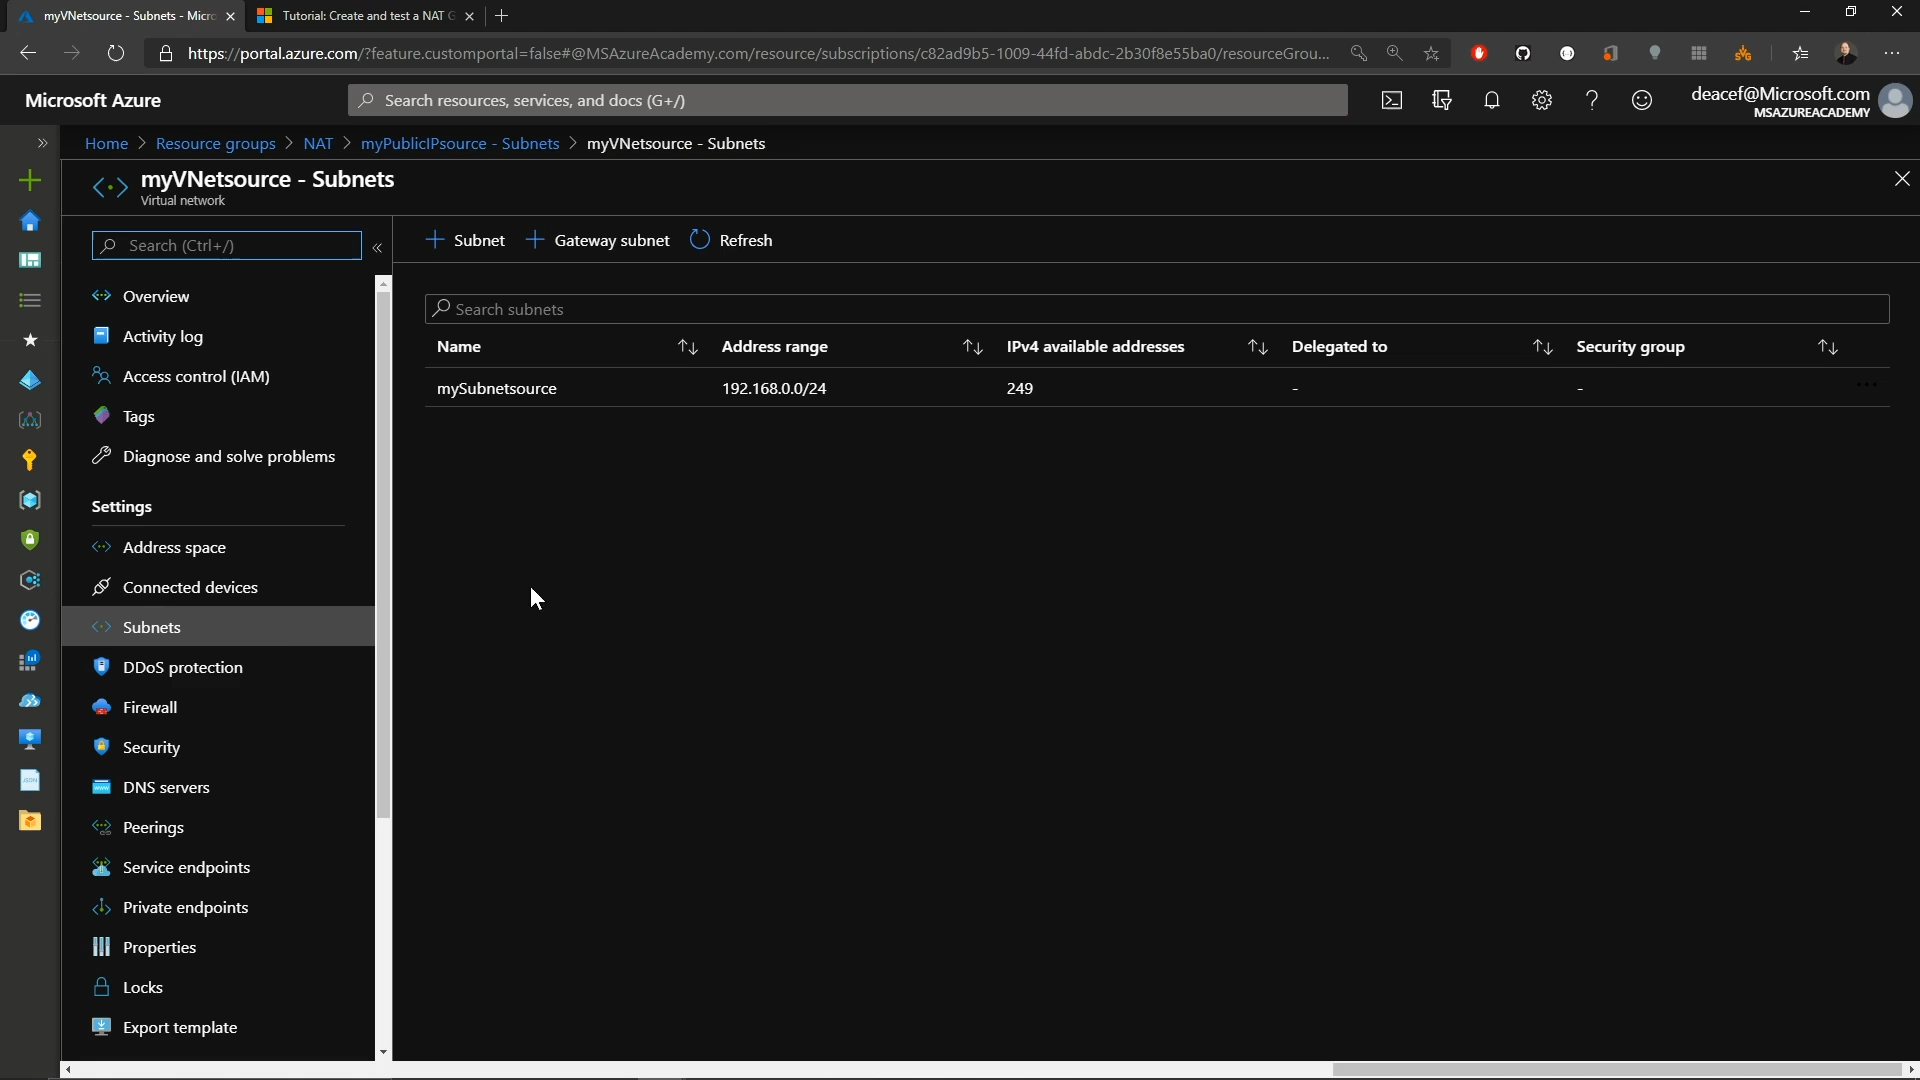 myVNetsource - Subnets - Micro
Tutorial: Create and test a NAT G
https://portal.azure.com/?feature.customportal=false#@MSAzureAcademy.com/resource/subscriptions/c82ad9b5-1009-44fd-abdc-2b30f8e55ba0/resourceGrou...
Microsoft Azure
Search resources, services, and docs (G+/)
deacef@Microsoft.com
MSAZUREACADEMY
Home > Resource groups > NAT > myPublicIPsource - Subnets > myVNetsource - Subnets
myVNetsource - Subnets
Virtual network
Search (Ctrl+/)
Overview
Activity log
Access control (IAM)
Tags
Diagnose and solve problems
Settings
Address space
Connected devices
Subnets
DDoS protection
Firewall
Security
DNS servers
Peerings
Service endpoints
Private endpoints
Properties
Locks
Export template
+ Subnet + Gateway subnet Refresh
Search subnets
Name Address range IPv4 available addresses Delegated to Security group
mySubnetsource 192.168.0.0/24 249 - - ...